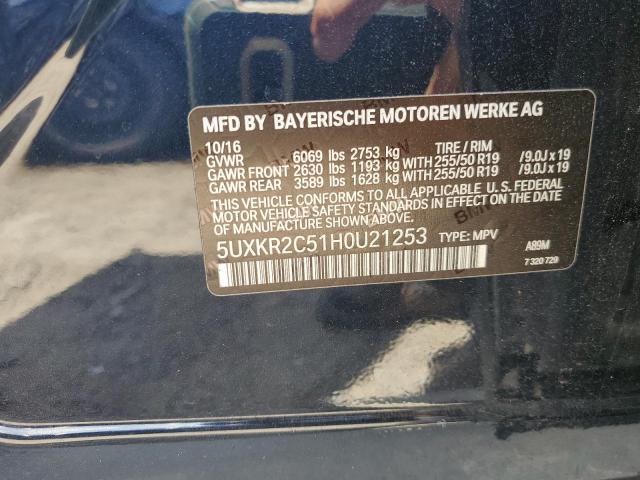 MFD BY BAYERISCHE MOTOREN WERKE AG
10/16 TIRE / RIM
GVWR 6069 lbs 2753 kg
GAWR FRONT 2630 lbs 1193 kg WITH 255/50 R19 /9.0J x 19
GAWR REAR 3589 lbs 1628 kg WITH 255/50 R19 /9.0J x 19
THIS VEHICLE CONFORMS TO ALL APPLICABLE U.S. FEDERAL
MOTOR VEHICLE SAFETY STANDARDS IN EFFECT ON THE DATE
OF MANUFACTURE SHOWN ABOVE.
5UXKR2C51H0U21253 TYPE: MPV A89M
7 320 729